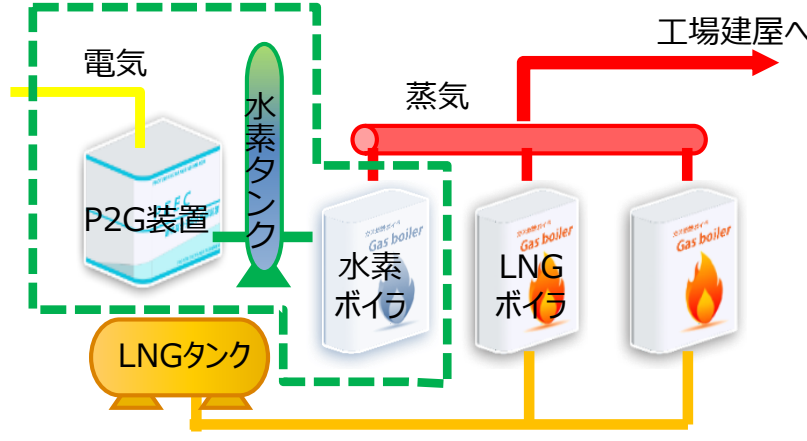 工場建屋へ
電気
蒸気
水素タンク
P2G装置
Gas boiler
水素
ボイラ
Gas boiler
LNG
ボイラ
Gas boiler
LNGタンク